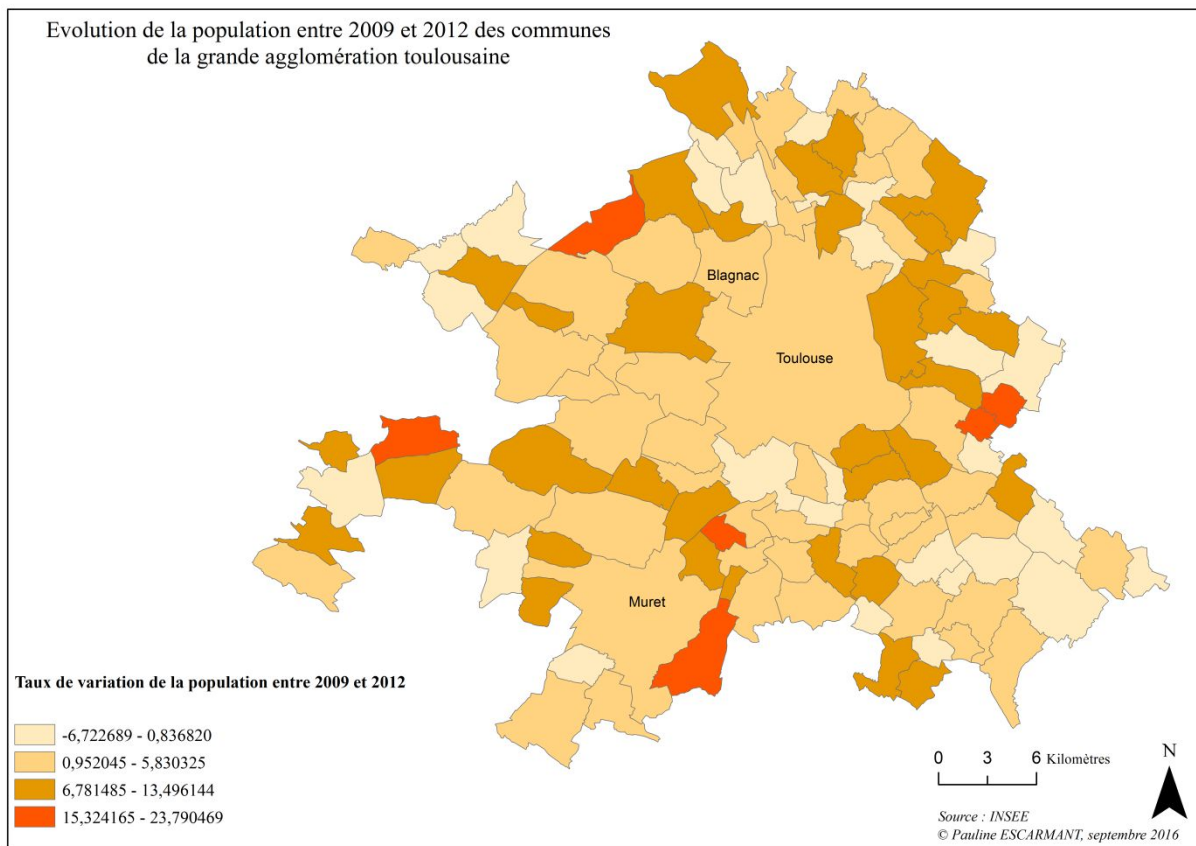 Evolution de la population entre 2009 et 2012 des communes
de la grande agglomération toulousaine
Blagnac
Toulouse
Muret
Taux de variation de la population entre 2009 et 2012
-6,722689 - 0,836820
0,952045 - 5,830325
6,781485 - 13,496144
15,324165 - 23,790469
0 3 6 Kilomètres
N
Source : INSEE
© Pauline ESCARMANT, septembre 2016